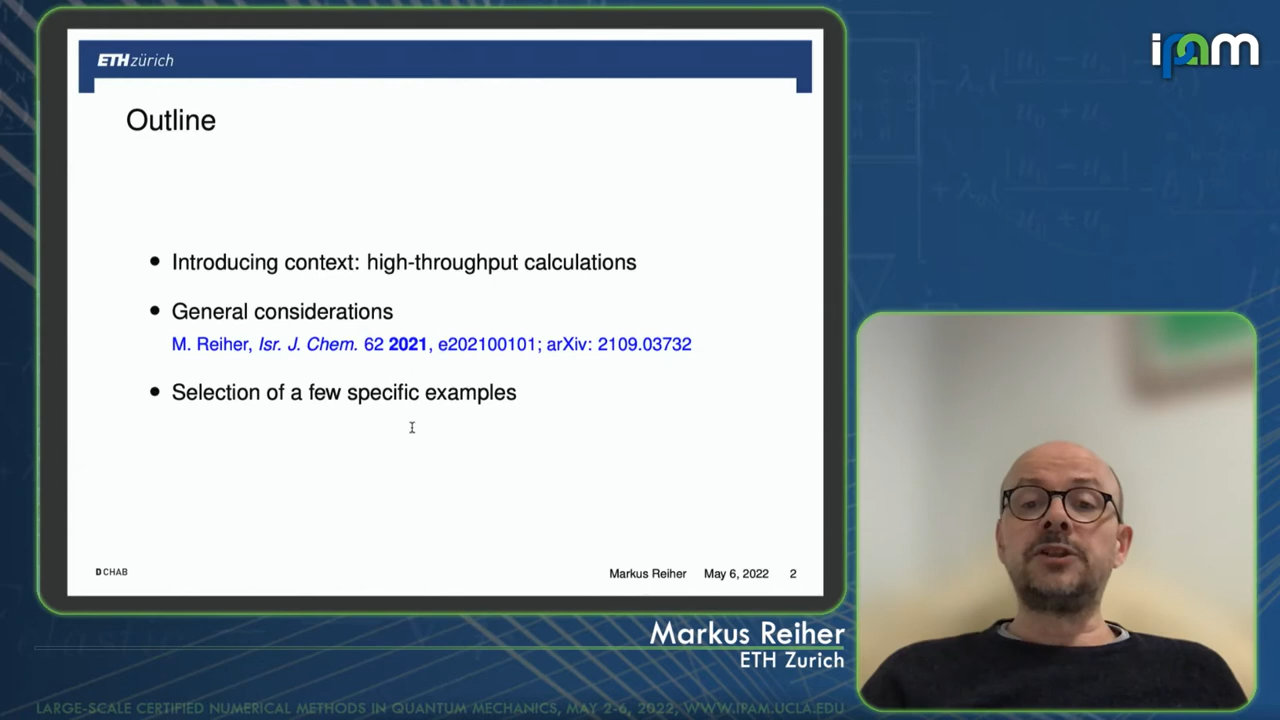 ETH zürich
ipam
Outline
• Introducing context: high-throughput calculations
• General considerations
M. Reiher, Isr. J. Chem. 62 2021, e202100101; arXiv: 2109.03732
• Selection of a few specific examples
D CHAB
Markus Reiher May 6, 2022 2
Markus Reiher
ETH Zurich
LARGE-SCALE CERTIFIED NUMERICAL METHODS IN QUANTUM MECHANICS, MAY 2-6, 2022, WWW.IPAM.UCLA.EDU